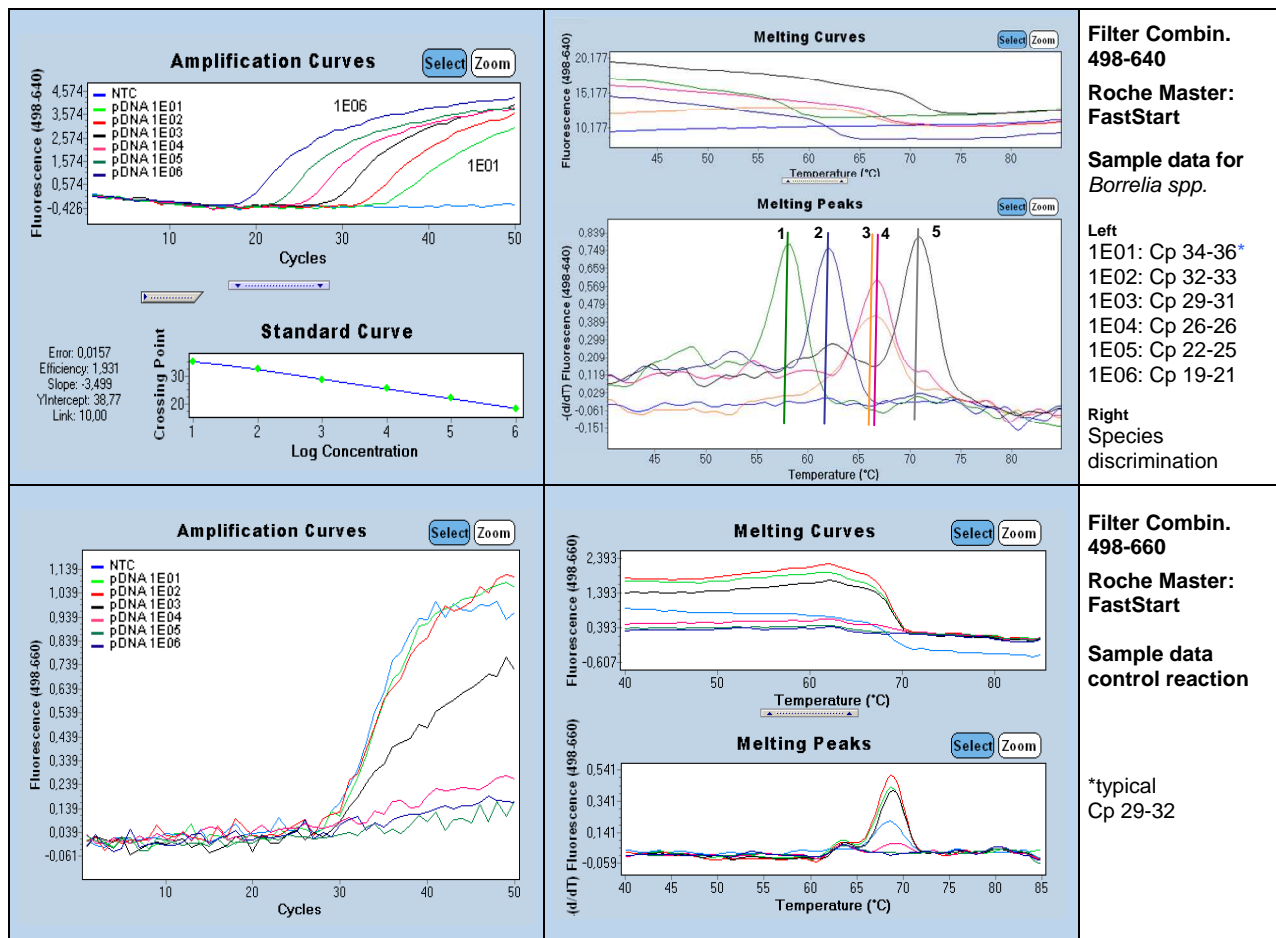 Amplification Curves
Select Zoom
Fluorescence (498-640)
4,574
3,574
2,574
1,574
0,574
-0,426
NTC
pDNA 1E01
pDNA 1E02
pDNA 1E03
pDNA 1E04
pDNA 1E05
pDNA 1E06
1E06
1E01
10 20 30 40 50
Cycles
Standard Curve
Error: 0,0157
Efficiency: 1,931
Slope: -3,499
YIntercept: 38,77
Link: 10,00
Crossing Point
30
20
1 2 3 4 5 6
Log Concentration
Melting Curves
Select Zoom
Fluorescence (498-640)
20,177
15,177
10,177
45 50 55 60 65 70 75 80
Temperature (°C)
Melting Peaks
Select Zoom
-(d/dT) Fluorescence (498-640)
0,839
0,749
0,659
0,569
0,479
0,389
0,299
0,209
0,119
0,029
-0,061
-0,151
1 2 3 4 5
45 50 55 60 65 70 75 80
Temperature (°C)
Filter Combin.
498-640
Roche Master:
FastStart
Sample data for
Borrelia spp.
Left
1E01: Cp 34-36*
1E02: Cp 32-33
1E03: Cp 29-31
1E04: Cp 26-26
1E05: Cp 22-25
1E06: Cp 19-21
Right
Species
discrimination
Amplification Curves
Select Zoom
Fluorescence (498-660)
1,139
1,039
0,939
0,839
0,739
0,639
0,539
0,439
0,339
0,239
0,139
0,039
-0,061
NTC
pDNA 1E01
pDNA 1E02
pDNA 1E03
pDNA 1E04
pDNA 1E05
pDNA 1E06
10 20 30 40 50
Cycles
Melting Curves
Select Zoom
Fluorescence (498-660)
2,393
1,393
0,393
-0,607
40 50 60 70 80
Temperature (°C)
Melting Peaks
Select Zoom
-(d/dT) Fluorescence (498-660)
0,541
0,341
0,141
-0,059
40 45 50 55 60 65 70 75 80 85
Temperature (°C)
Filter Combin.
498-660
Roche Master:
FastStart
Sample data
control reaction
*typical
Cp 29-32